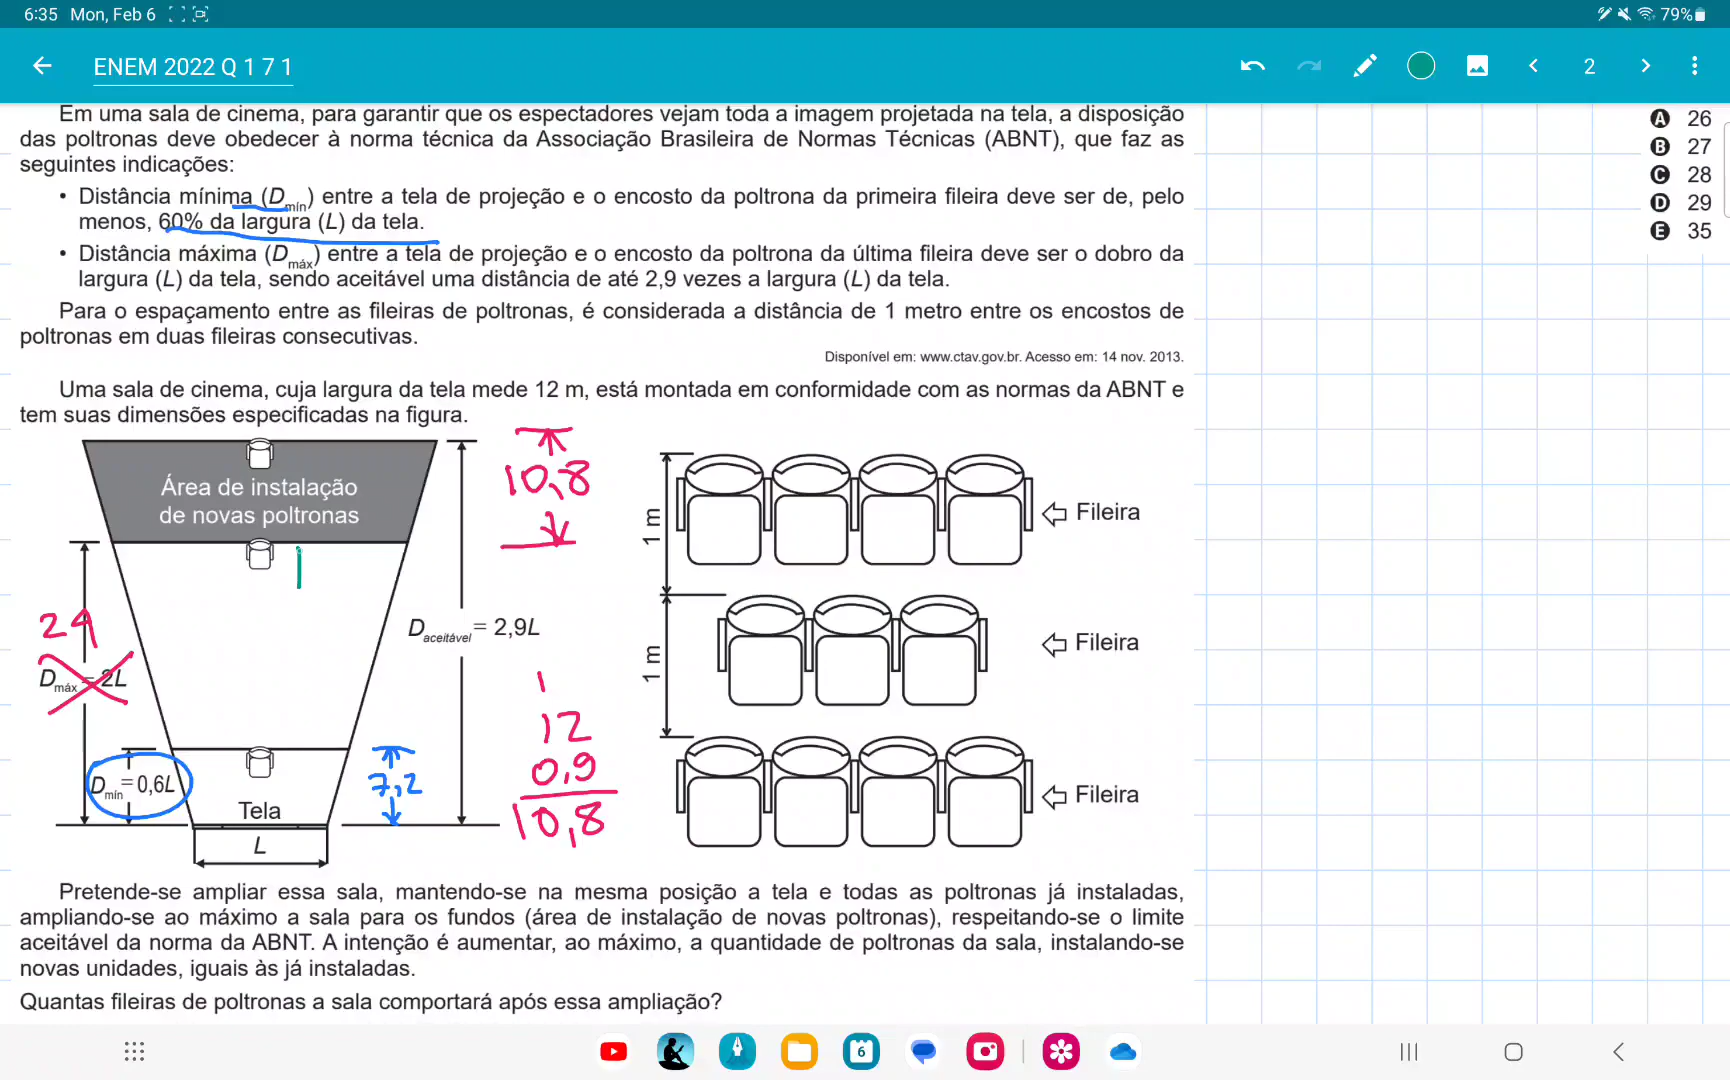 6:35 Mon, Feb 6
79%
ENEM 2022 Q 1 7 1
2
Em uma sala de cinema, para garantir que os espectadores vejam toda a imagem projetada na tela, a disposição
das poltronas deve obedecer à norma técnica da Associação Brasileira de Normas Técnicas (ABNT), que faz as
seguintes indicações:
• Distância mínima (Dmín) entre a tela de projeção e o encosto da poltrona da primeira fileira deve ser de, pelo
menos, 60% da largura (L) da tela.
• Distância máxima (Dmáx) entre a tela de projeção e o encosto da poltrona da última fileira deve ser o dobro da
largura (L) da tela, sendo aceitável uma distância de até 2,9 vezes a largura (L) da tela.
Para o espaçamento entre as fileiras de poltronas, é considerada a distância de 1 metro entre os encostos de
poltronas em duas fileiras consecutivas.
Disponível em: www.ctav.gov.br. Acesso em: 14 nov. 2013.
Uma sala de cinema, cuja largura da tela mede 12 m, está montada em conformidade com as normas da ABNT e
tem suas dimensões especificadas na figura.
Área de instalação
de novas poltronas
24
Dmáx = 2L
Dmín = 0,6L
Tela
L
7,2
Daceitável = 2,9L
10,8
1
12
0,9
10,8
1 m
1 m
Fileira
Fileira
Fileira
Pretende-se ampliar essa sala, mantendo-se na mesma posição a tela e todas as poltronas já instaladas,
ampliando-se ao máximo a sala para os fundos (área de instalação de novas poltronas), respeitando-se o limite
aceitável da norma da ABNT. A intenção é aumentar, ao máximo, a quantidade de poltronas da sala, instalando-se
novas unidades, iguais às já instaladas.
Quantas fileiras de poltronas a sala comportará após essa ampliação?
A 26
B 27
C 28
D 29
E 35
6